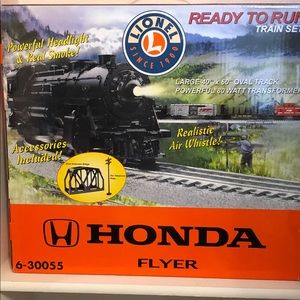 LIONEL
L
SINCE 1900
READY TO RUN
TRAIN SET
Powerful Headlight
& Real Smoke!
LARGE 40" x 60" OVAL TRACK
POWERFUL 80 WATT TRANSFORMER
Accessories
Included!
Realistic
Air Whistle!
HONDA
FLYER
6-30055